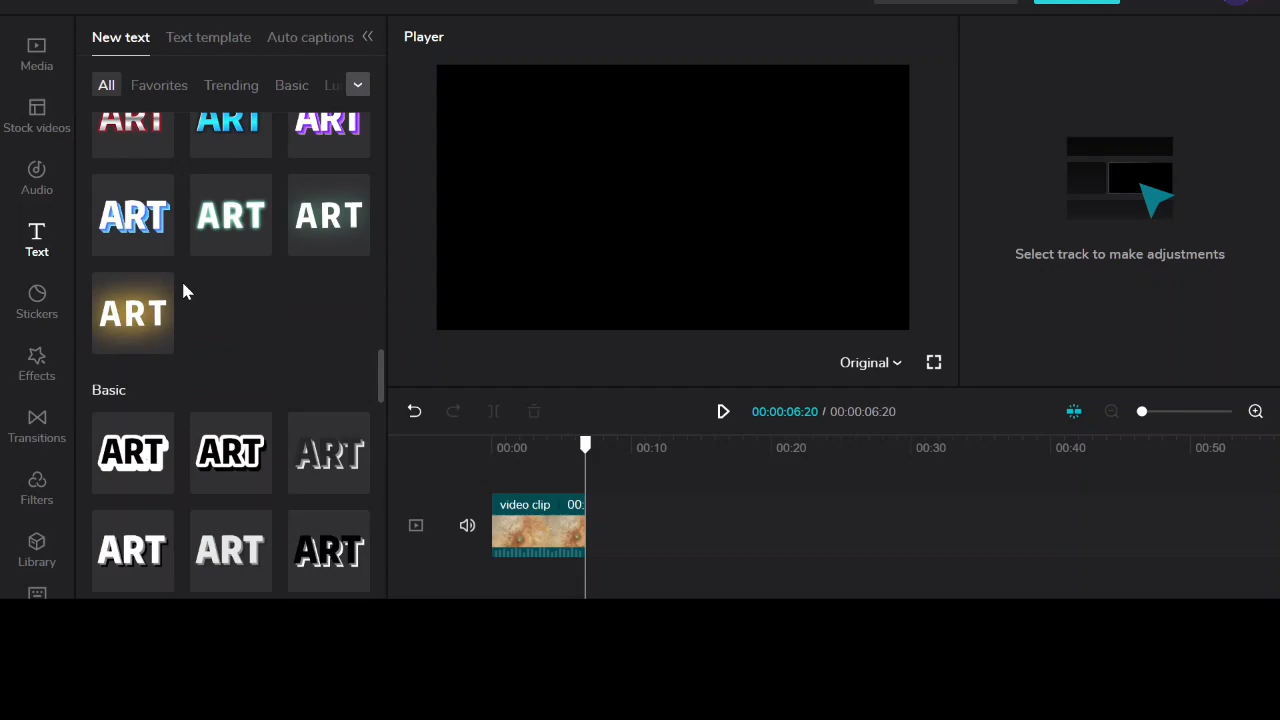 New text Text template Auto captions
Player
Media
All Favorites Trending Basic Lu
Stock videos
ART ART ART
Audio
ART ART ART
Text
Select track to make adjustments
Stickers
ART
Original
Effects
Basic
00:00:06:20 / 00:00:06:20
Transitions
00:00 00:10 00:20 00:30 00:40 00:50
ART ART ART
Filters
video clip 00:
Library
ART ART ART